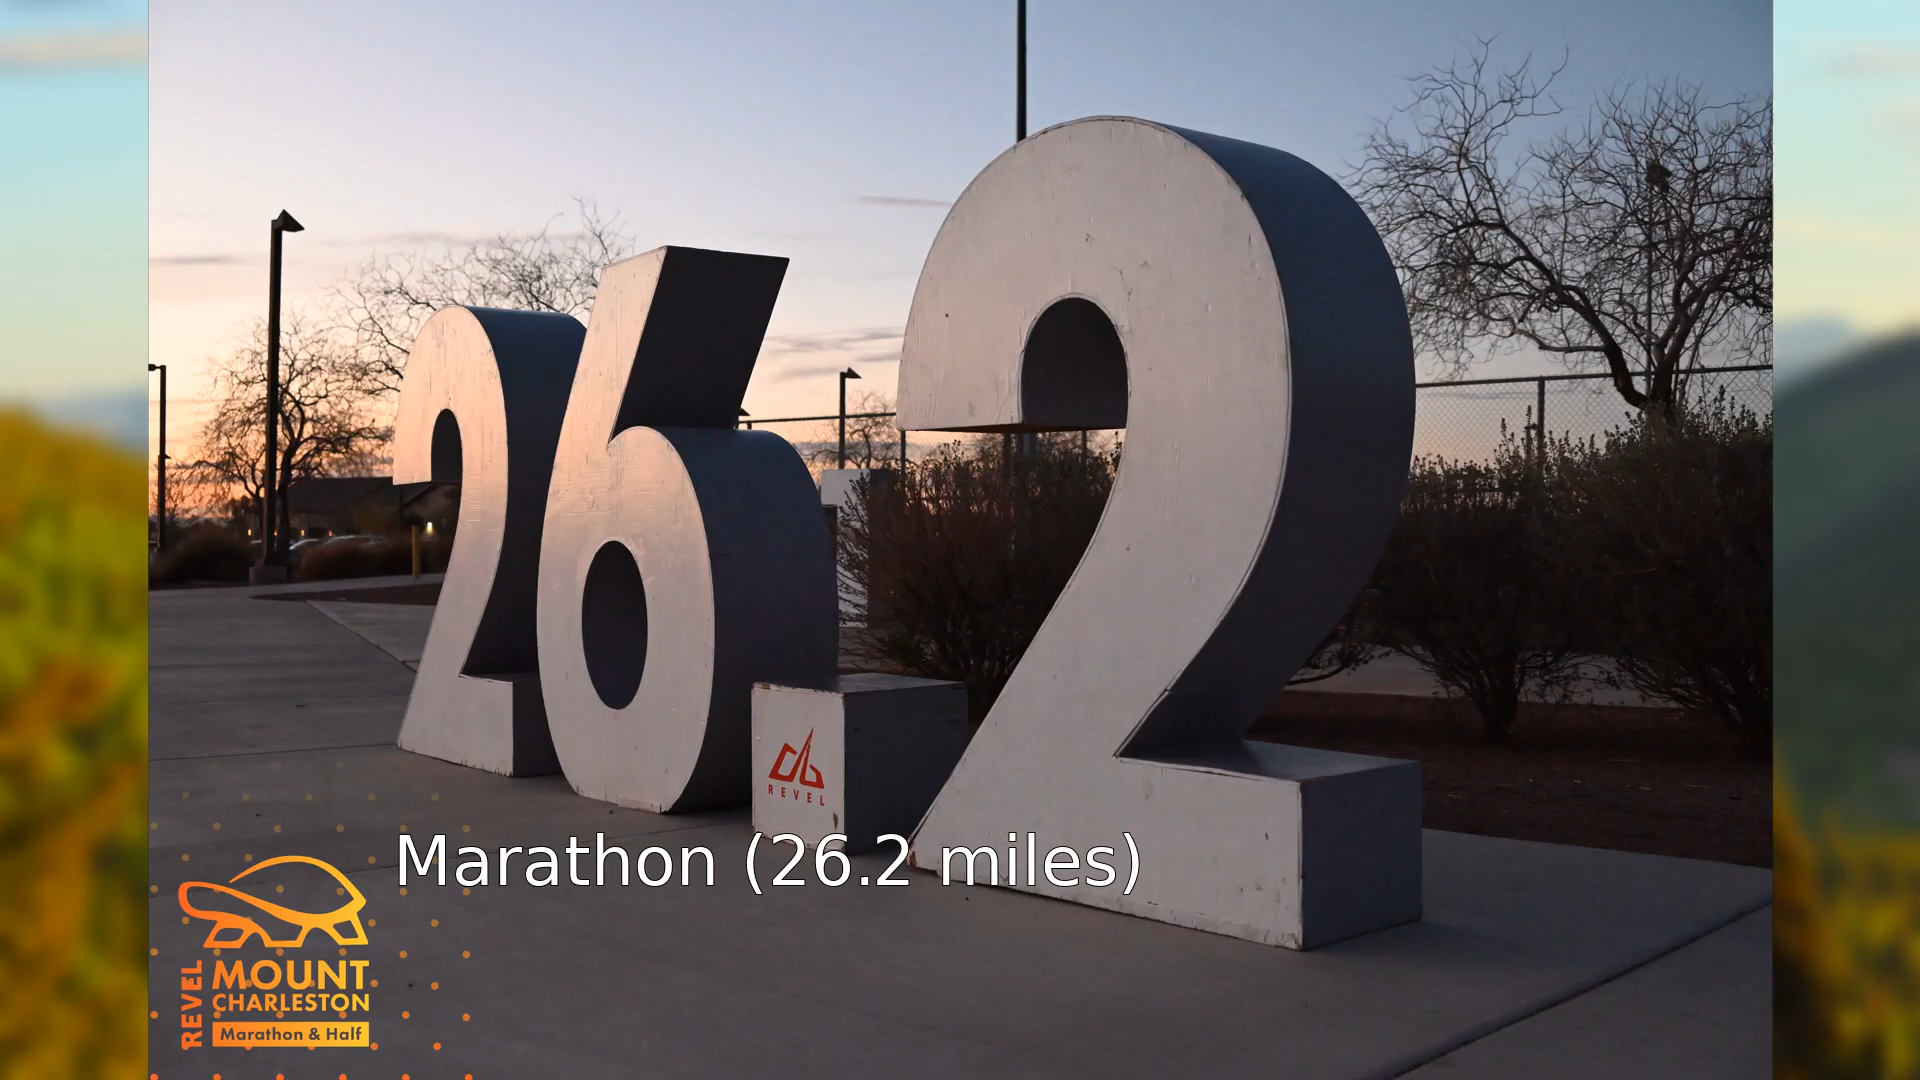 26.2
REVEL
Marathon (26.2 miles)
REVEL
MOUNT
CHARLESTON
Marathon & Half